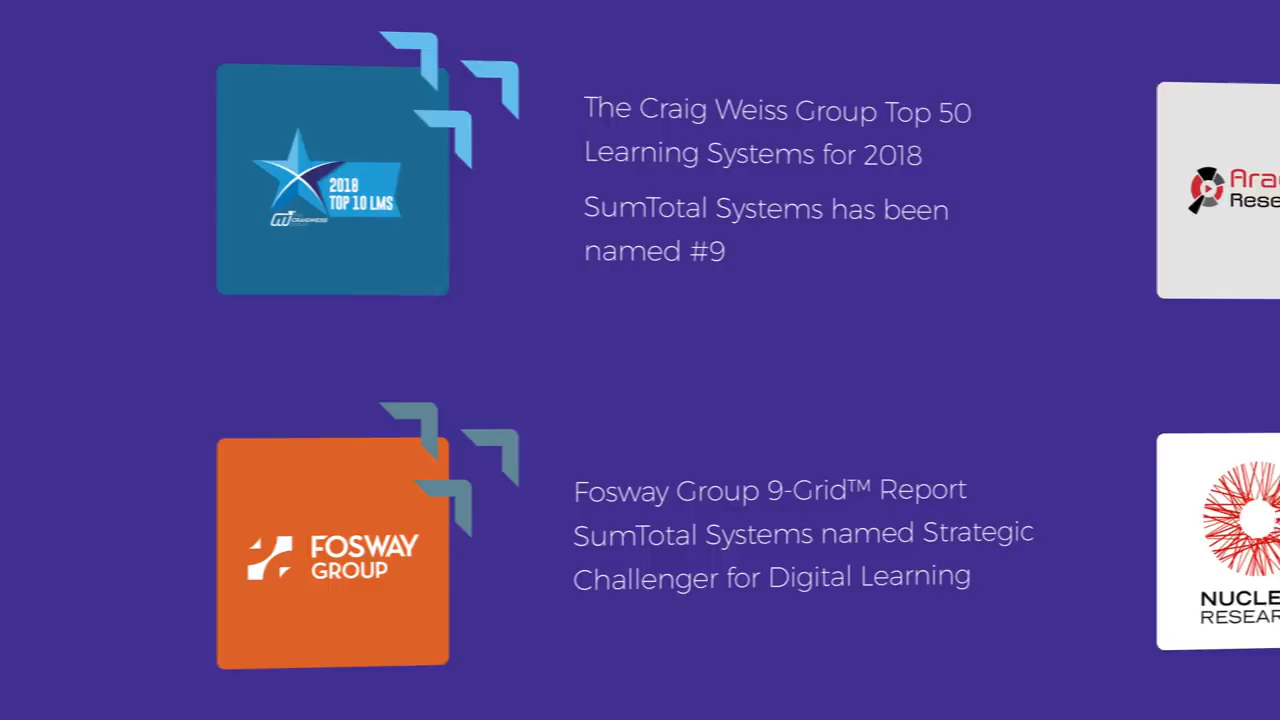 2018
TOP 10 LMS
CRAIGWEISS
The Craig Weiss Group Top 50
Learning Systems for 2018
SumTotal Systems has been
named #9
FOSWAY
GROUP
Fosway Group 9-Grid™ Report
SumTotal Systems named Strategic
Challenger for Digital Learning